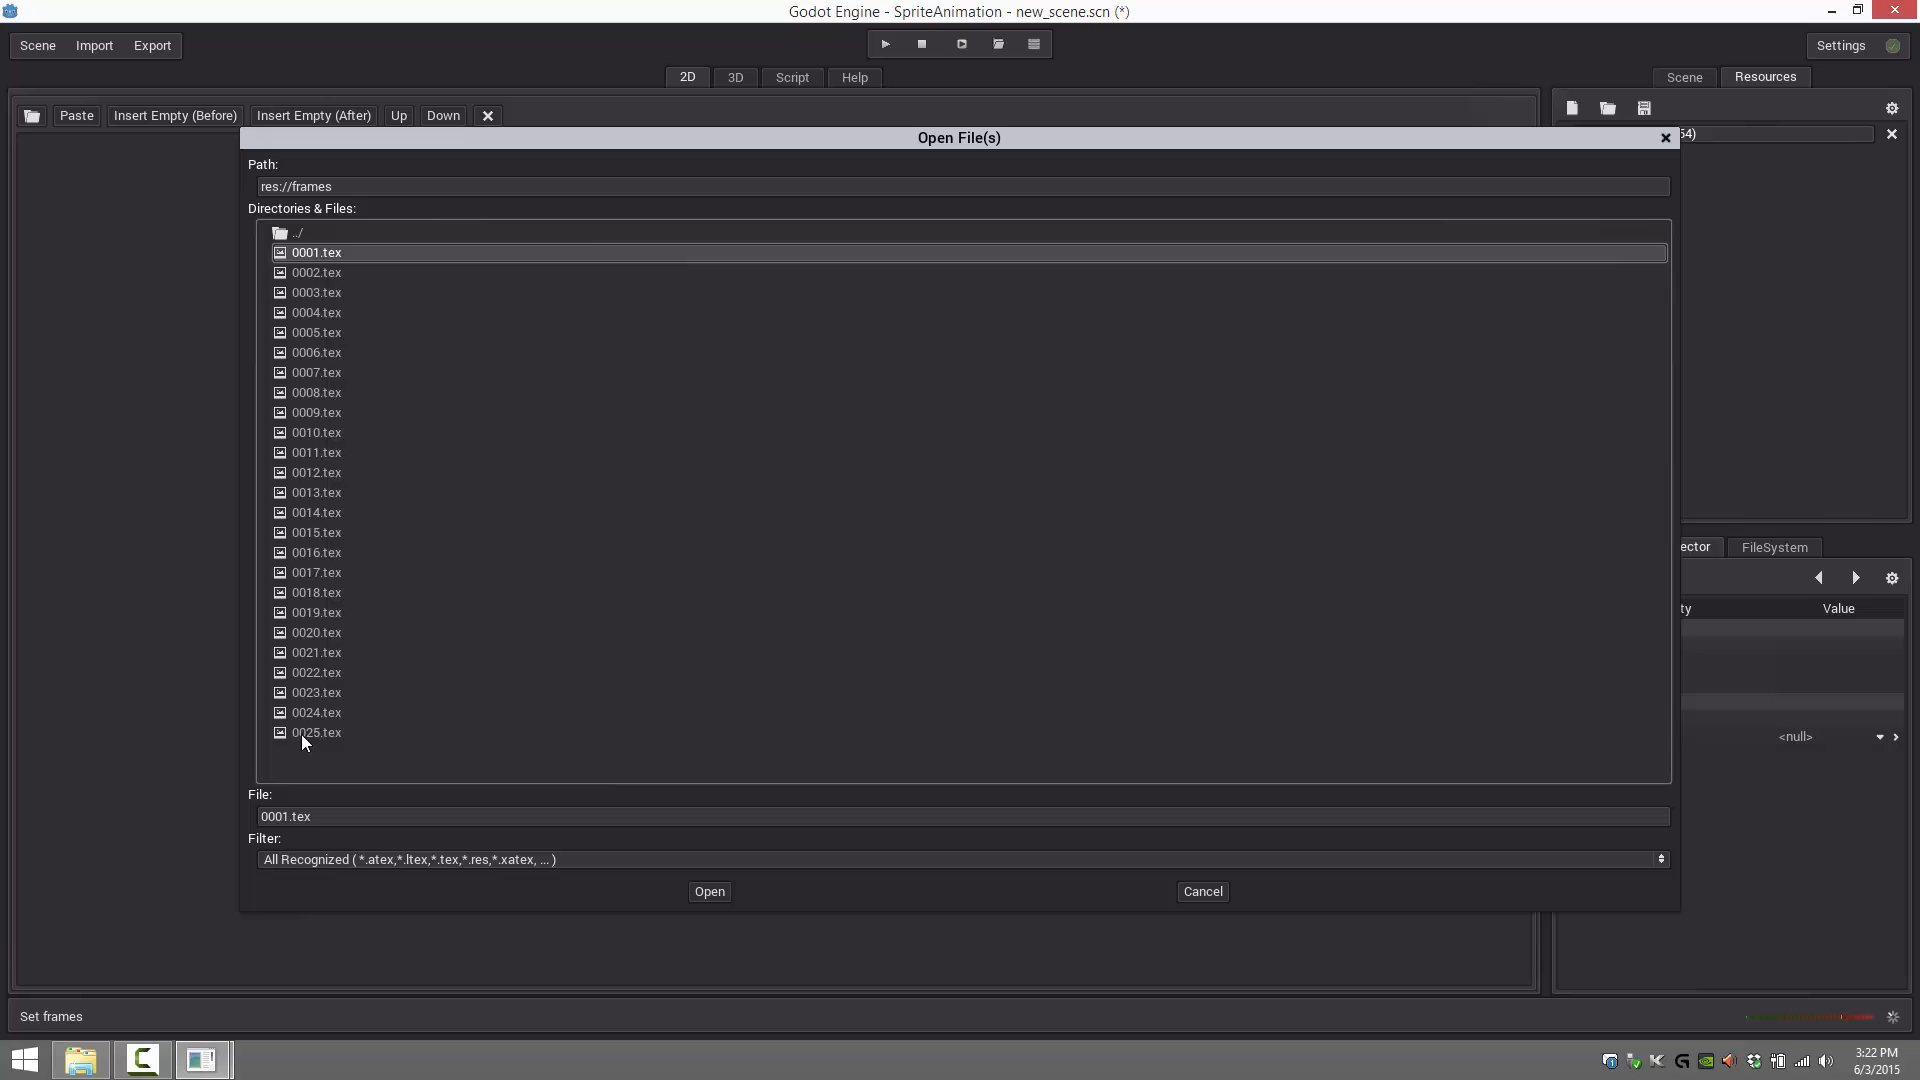 Godot Engine - SpriteAnimation - new_scene.scn (*)
Scene Import Export
Settings
2D 3D Script Help
Scene Resources
Paste Insert Empty (Before) Insert Empty (After) Up Down
Open File(s)
64)
Path:
res://frames
Directories & Files:
../
0001.tex
0002.tex
0003.tex
0004.tex
0005.tex
0006.tex
0007.tex
0008.tex
0009.tex
0010.tex
0011.tex
0012.tex
0013.tex
0014.tex
0015.tex
0016.tex
0017.tex
0018.tex
0019.tex
0020.tex
0021.tex
0022.tex
0023.tex
0024.tex
0025.tex
ector FileSystem
ty Value
<null>
File:
0001.tex
Filter:
All Recognized ( *.atex,*.ltex,*.tex,*.res,*.xatex, ... )
Open Cancel
Set frames
3:22 PM
6/3/2015